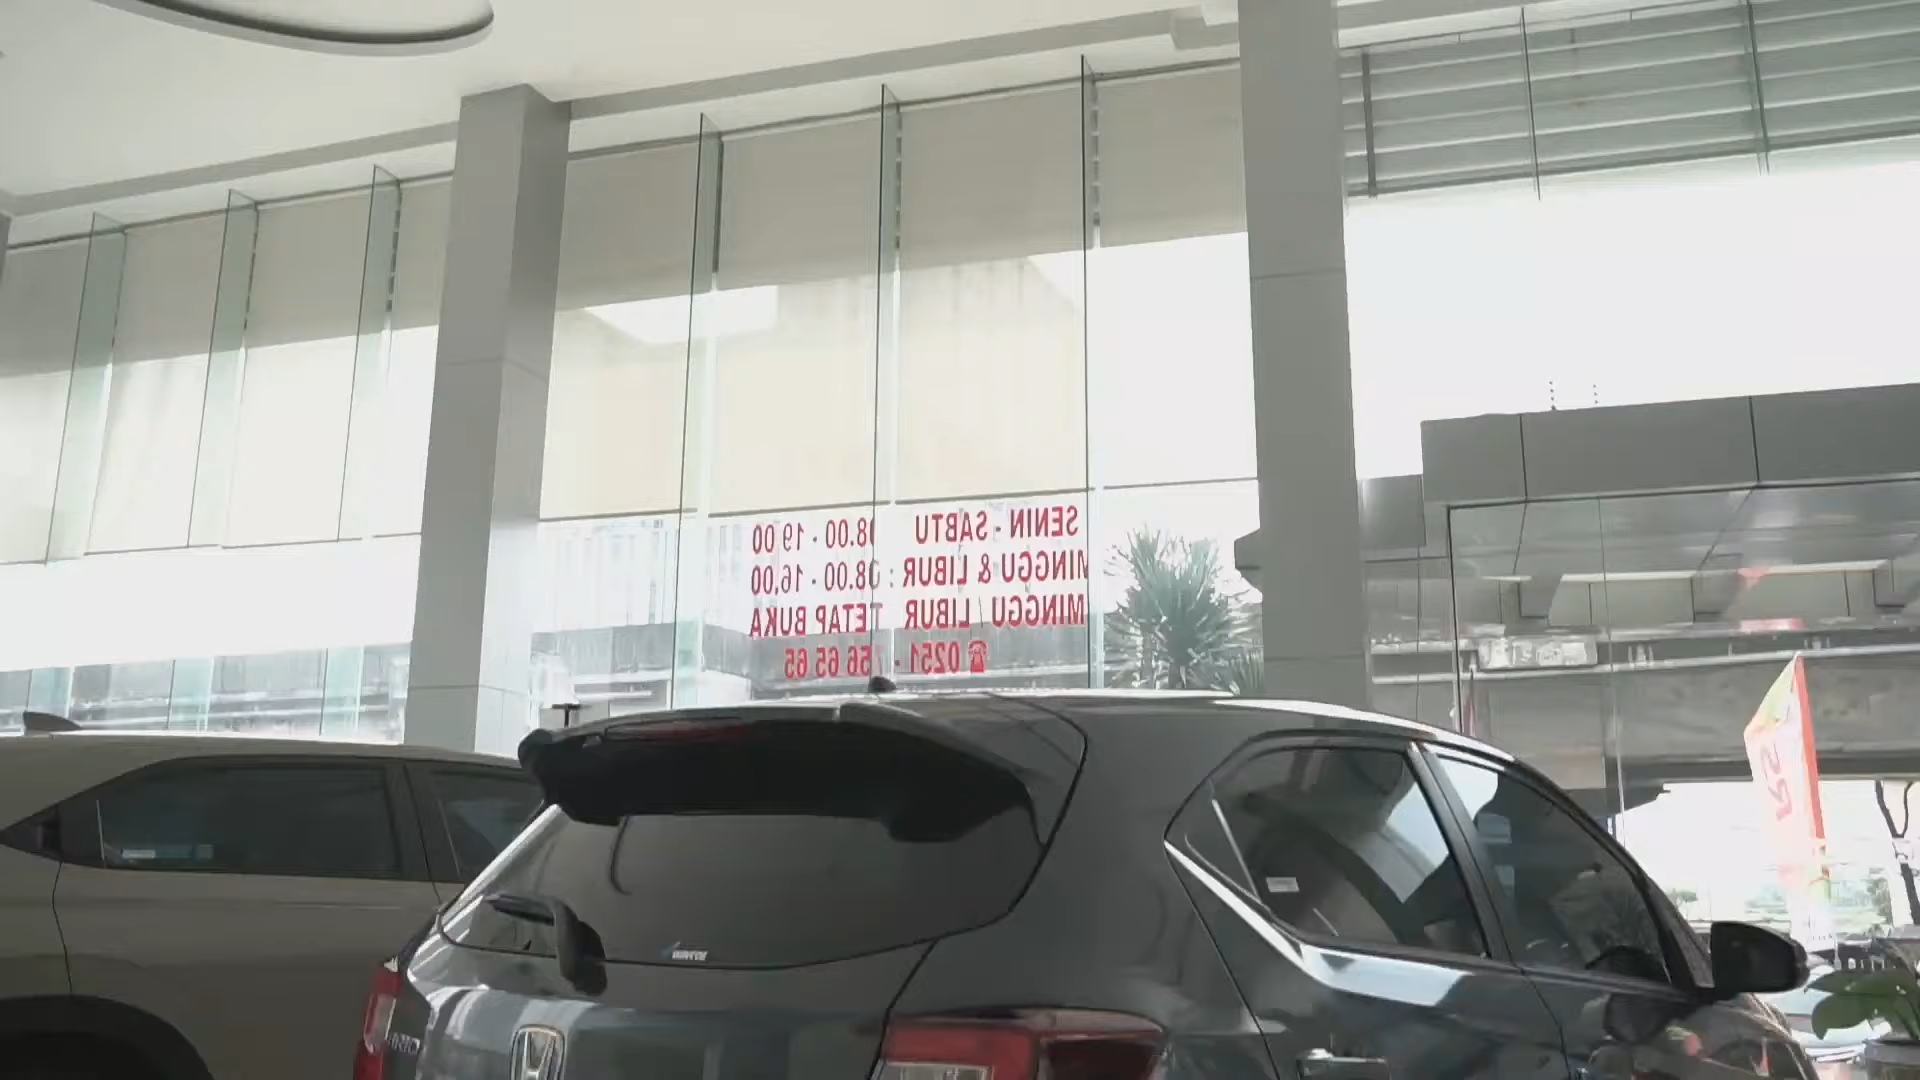 SENIN - SABTU 08.00 - 19 00
MINGGU & LIBUR : 08.00 - 16.00
MINGGU / LIBUR TETAP BUKA
☎ 0251 - 756 65 65